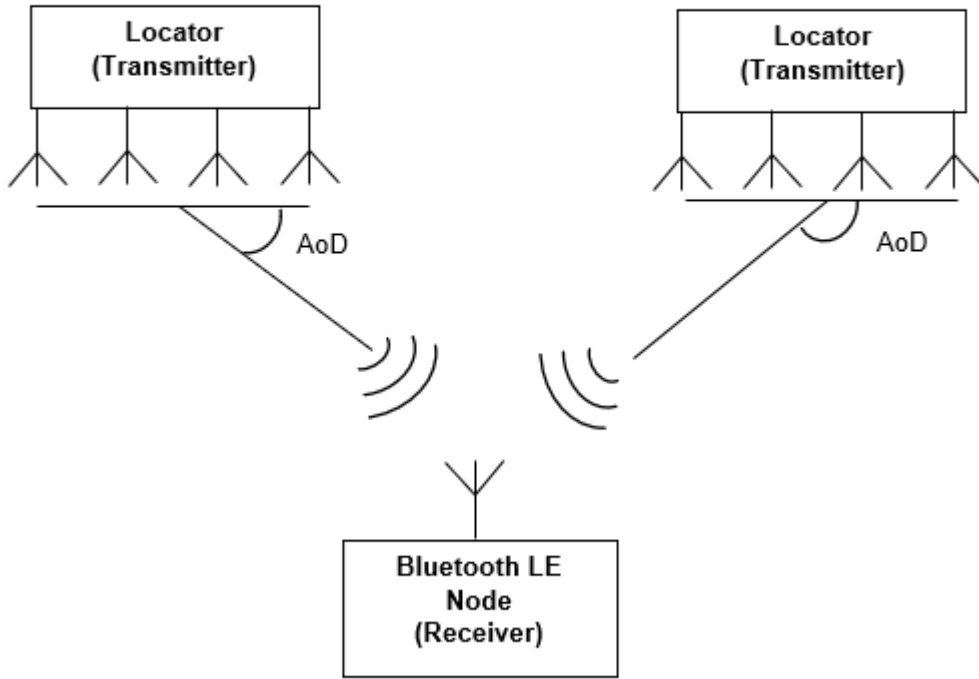 Locator
(Transmitter)
Locator
(Transmitter)
AoD
AoD
Bluetooth LE
Node
(Receiver)